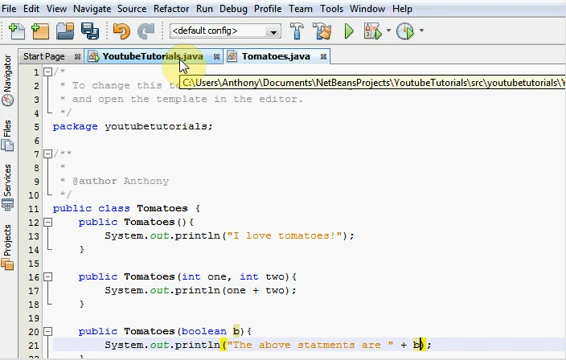 File Edit View Navigate Source Refactor Run Debug Profile Team Tools Window Help
<default config>
Start Page YoutubeTutorials.java Tomatoes.java
C:\Users\Anthony\Documents\NetBeansProjects\YoutubeTutorials\src\youtubetutorials\Y
Navigator
Files
Services
Projects
1 /*
2 * To change this te
3 * and open the template in the editor.
4 */
5 package youtubetutorials;
6
7 /**
8 *
9 * @author Anthony
10 */
11 public class Tomatoes {
12 public Tomatoes(){
13 System.out.println("I love tomatoes!");
14 }
15
16 public Tomatoes(int one, int two){
17 System.out.println(one + two);
18 }
19
20 public Tomatoes(boolean b){
21 System.out.println("The above statments are " + b);
22 }